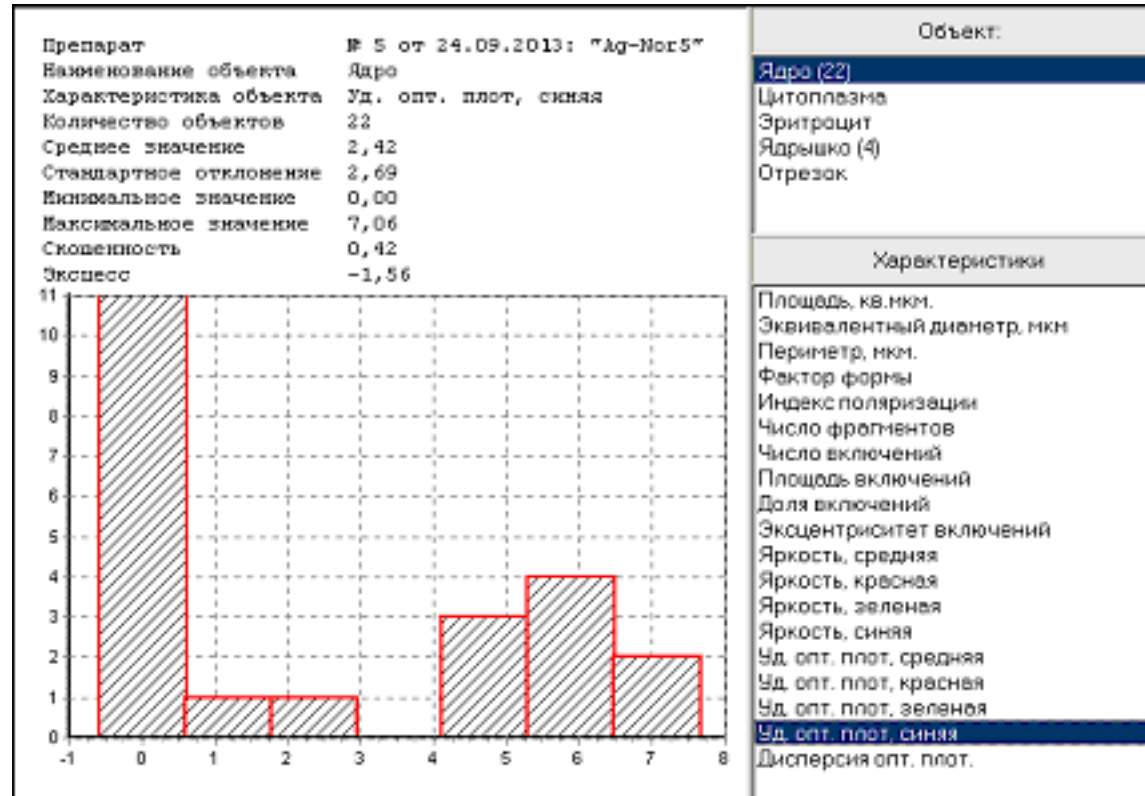 Препарат № 5 от 24.09.2013: "Ag-Nor5"
Наименование объекта Ядро
Характеристика объекта Уд. опт. плот, синяя
Количество объектов 22
Среднее значение 2,42
Стандартное отклонение 2,69
Минимальное значение 0,00
Максимальное значение 7,06
Скошенность 0,42
Эксцесс -1,56
11
10
9
8
7
6
5
4
3
2
1
0
-1 0 1 2 3 4 5 6 7 8
Объект:
Ядро (22)
Цитоплазма
Эритроцит
Ядрышко (4)
Отрезок
Характеристики
Площадь, кв.мкм.
Эквивалентный диаметр, мкм
Периметр, мкм.
Фактор формы
Индекс поляризации
Число фрагментов
Число включений
Площадь включений
Доля включений
Эксцентриситет включений
Яркость, средняя
Яркость, красная
Яркость, зеленая
Яркость, синяя
Уд. опт. плот, средняя
Уд. опт. плот, красная
Уд. опт. плот, зеленая
Уд. опт. плот, синяя
Дисперсия опт. плот.